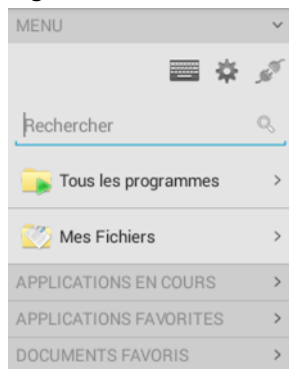 MENU
Rechercher
Tous les programmes
Mes Fichiers
APPLICATIONS EN COURS
APPLICATIONS FAVORITES
DOCUMENTS FAVORIS